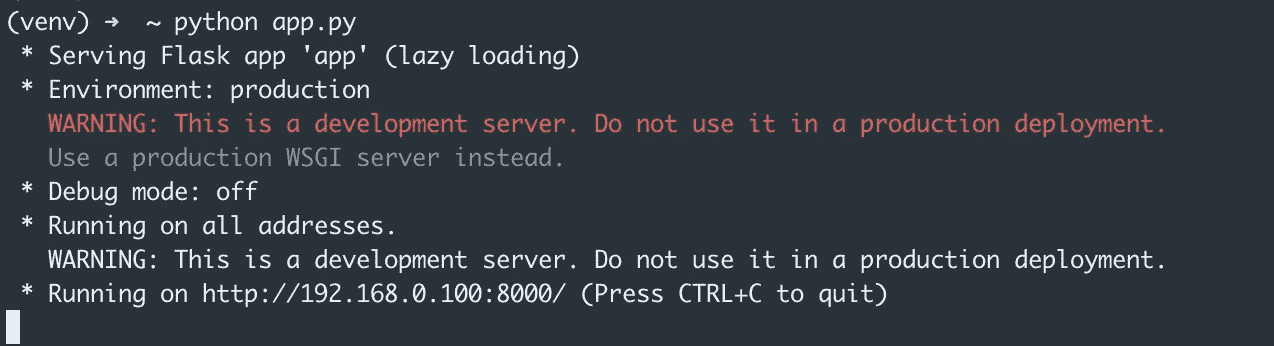 (venv) → ~ python app.py
* Serving Flask app 'app' (lazy loading)
* Environment: production
WARNING: This is a development server. Do not use it in a production deployment.
Use a production WSGI server instead.
* Debug mode: off
* Running on all addresses.
WARNING: This is a development server. Do not use it in a production deployment.
* Running on http://192.168.0.100:8000/ (Press CTRL+C to quit)